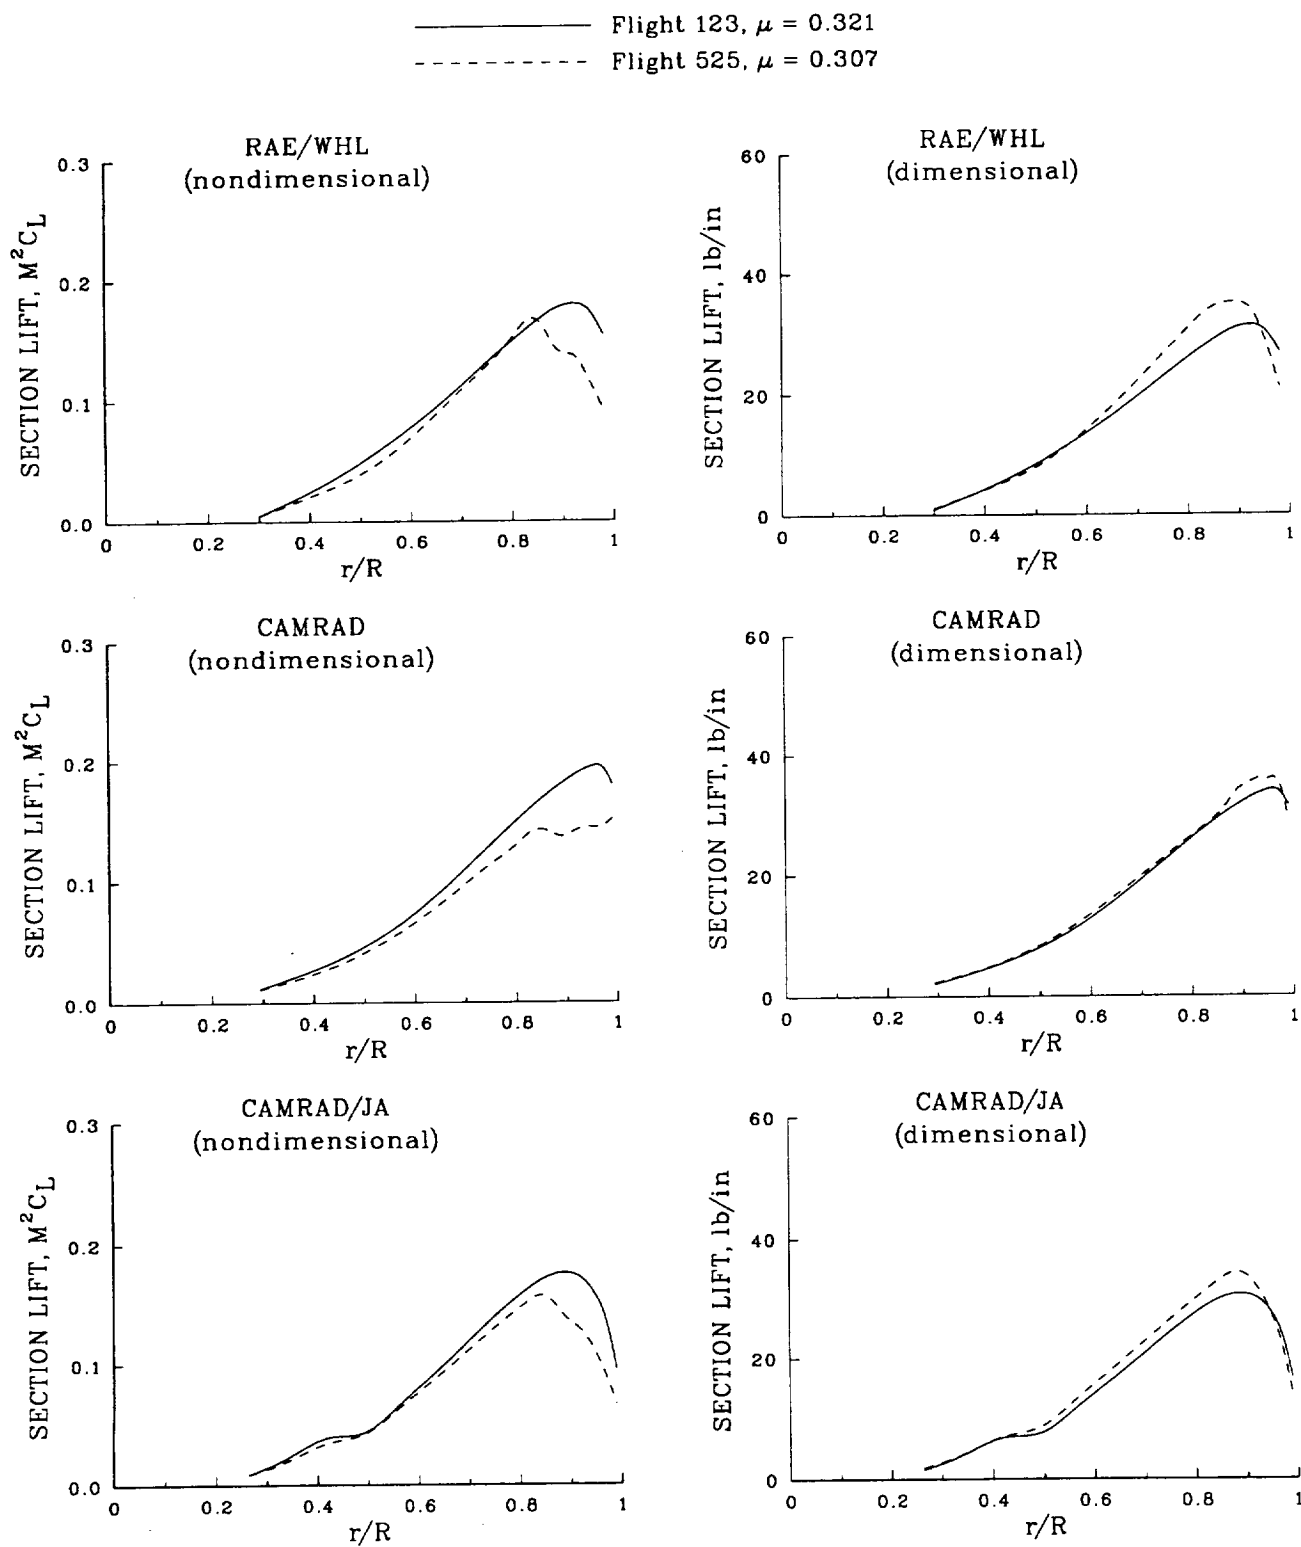 Flight 123, μ = 0.321
Flight 525, μ = 0.307
RAE/WHL
(nondimensional)
SECTION LIFT, M²C_L
0.3
0.2
0.1
0.0
0 0.2 0.4 0.6 0.8 1
r/R
RAE/WHL
(dimensional)
SECTION LIFT, lb/in
60
40
20
0
0 0.2 0.4 0.6 0.8 1
r/R
CAMRAD
(nondimensional)
SECTION LIFT, M²C_L
0.3
0.2
0.1
0.0
0 0.2 0.4 0.6 0.8 1
r/R
CAMRAD
(dimensional)
SECTION LIFT, lb/in
60
40
20
0
0 0.2 0.4 0.6 0.8 1
r/R
CAMRAD/JA
(nondimensional)
SECTION LIFT, M²C_L
0.3
0.2
0.1
0.0
0 0.2 0.4 0.6 0.8 1
r/R
CAMRAD/JA
(dimensional)
SECTION LIFT, lb/in
60
40
20
0
0 0.2 0.4 0.6 0.8 1
r/R